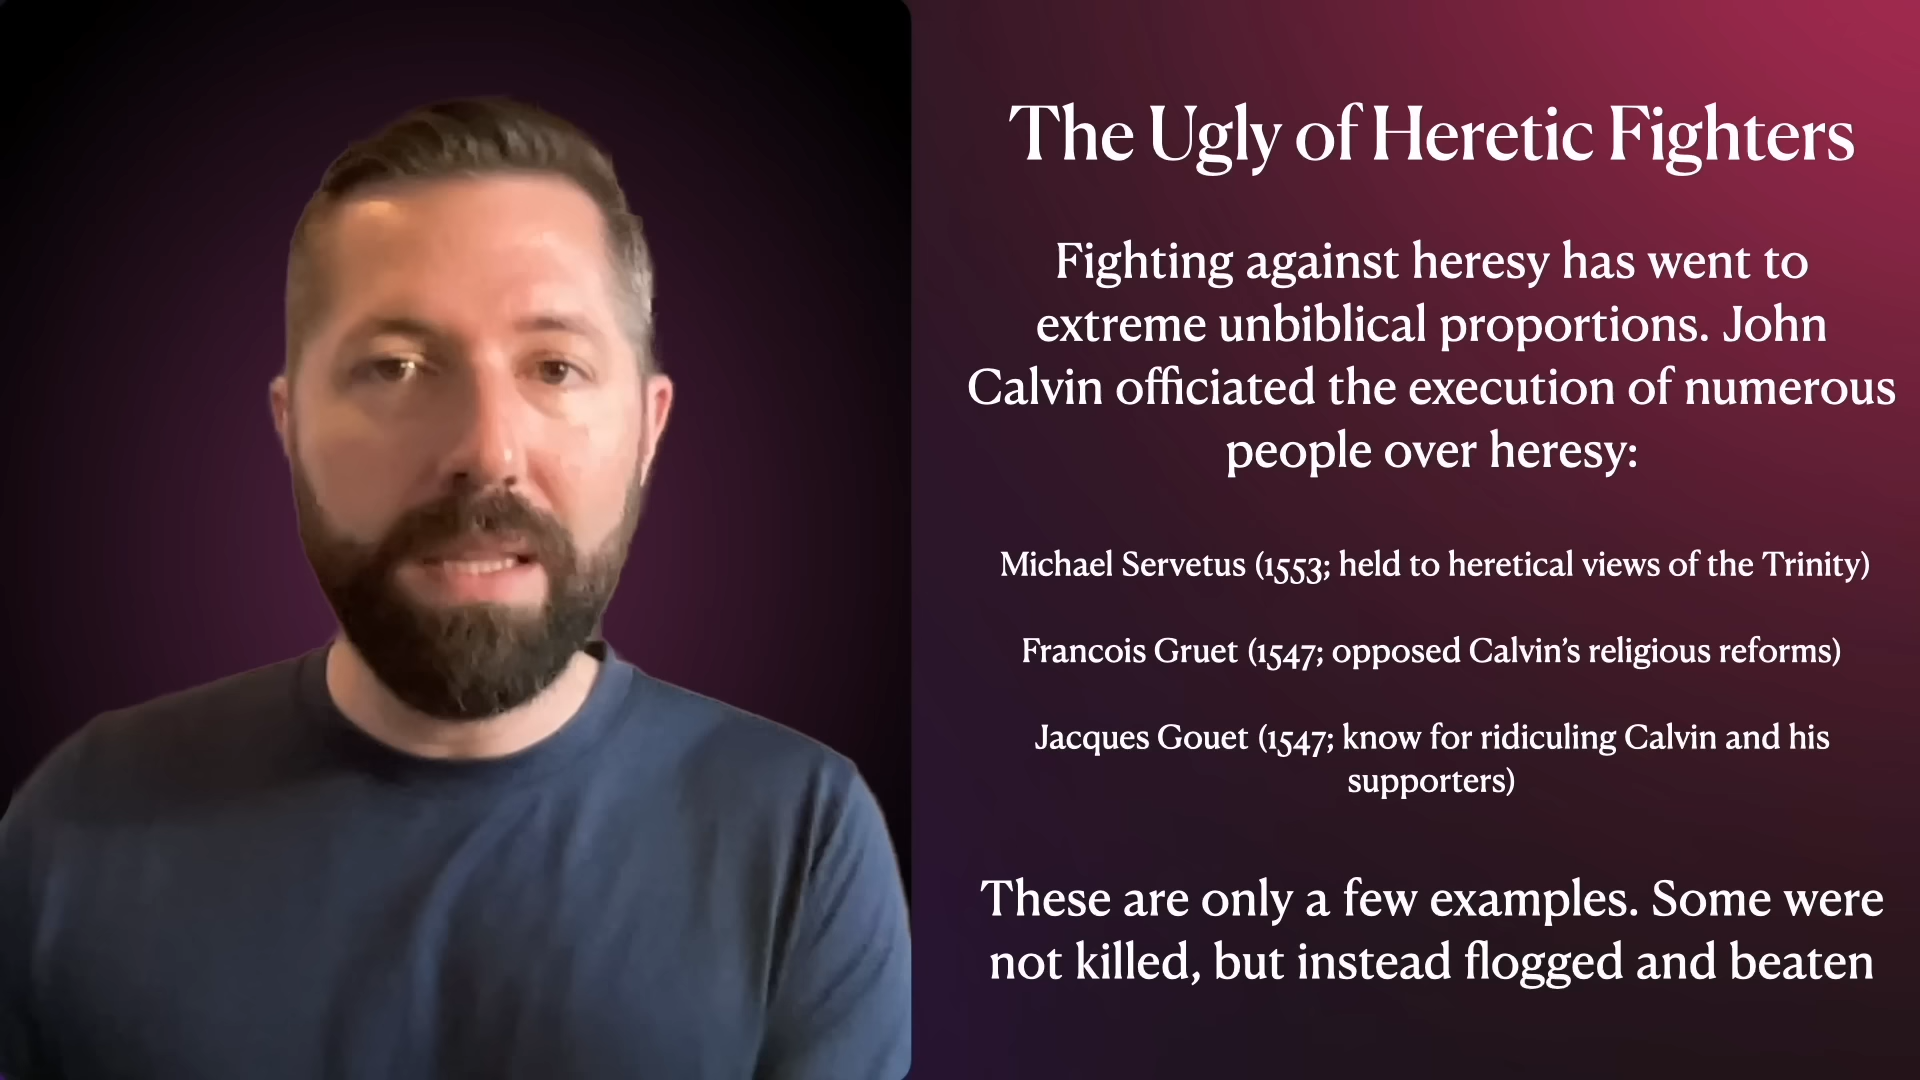 The Ugly of Heretic Fighters
Fighting against heresy has went to
extreme unbiblical proportions. John
Calvin officiated the execution of numerous
people over heresy:
Michael Servetus (1553; held to heretical views of the Trinity)
Francois Gruet (1547; opposed Calvin’s religious reforms)
Jacques Gouet (1547; know for ridiculing Calvin and his
supporters)
These are only a few examples. Some were
not killed, but instead flogged and beaten